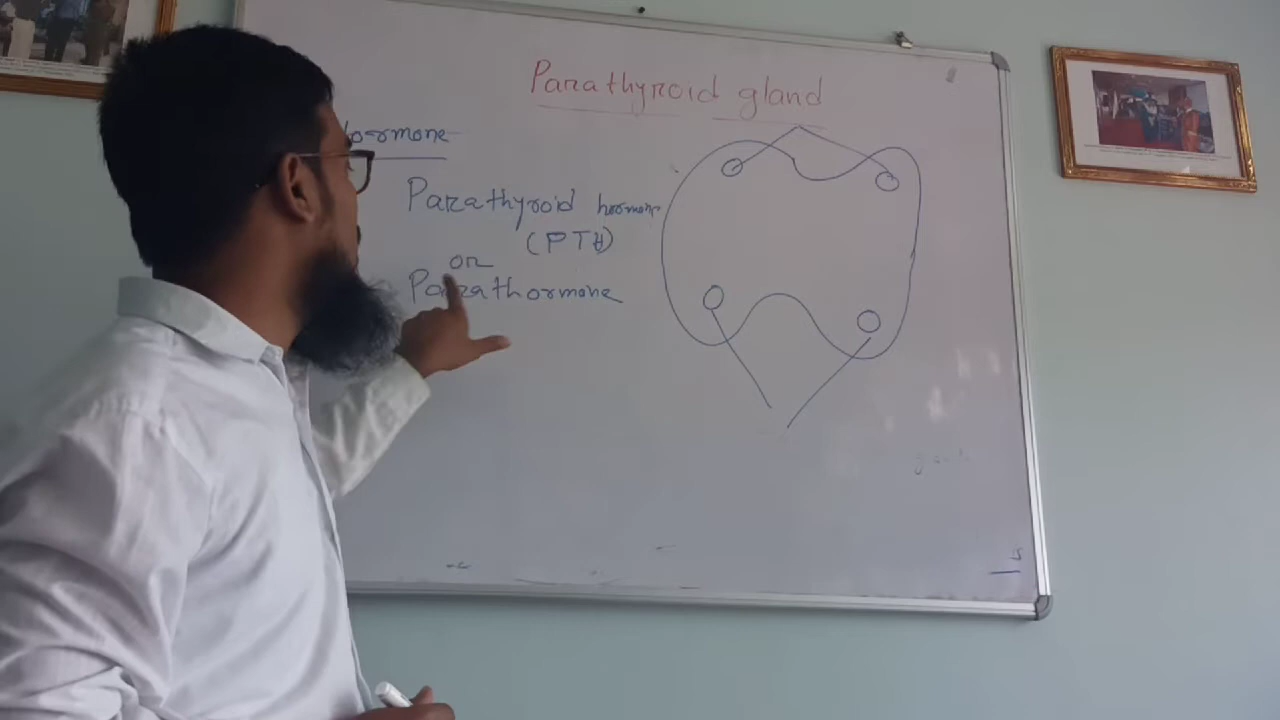 Parathyroid gland
hormone
Parathyroid hormone
(PTH)
or
Parathormone